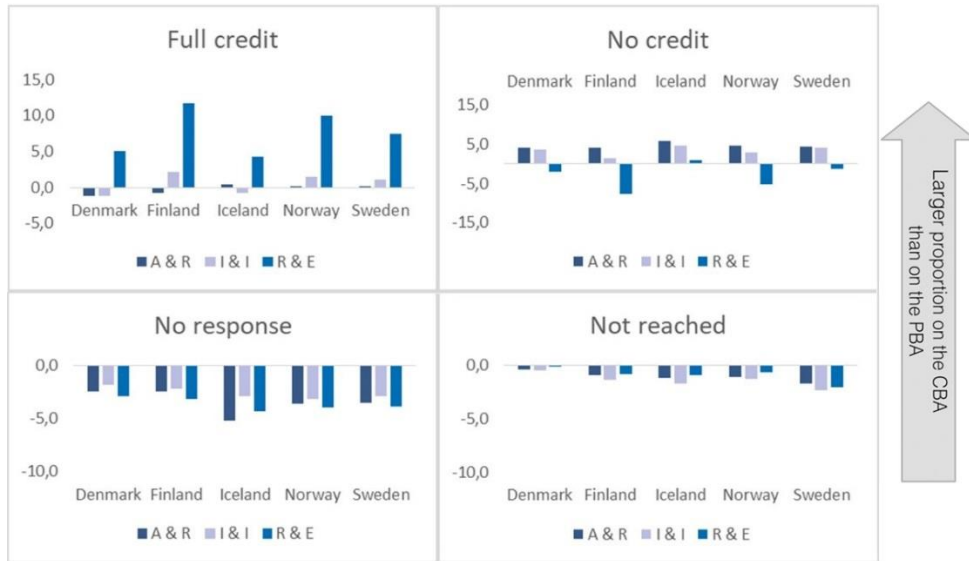 Full credit
15,0
10,0
5,0
0,0
-5,0
Denmark Finland Iceland Norway Sweden
A & R I & I R & E
No credit
Denmark Finland Iceland Norway Sweden
15,0
5,0
-5,0
-15,0
A & R I & I R & E
No response
0,0
-5,0
-10,0
Denmark Finland Iceland Norway Sweden
A & R I & I R & E
Not reached
0,0
-5,0
-10,0
Denmark Finland Iceland Norway Sweden
A & R I & I R & E
Larger proportion on the CBA
than on the PBA